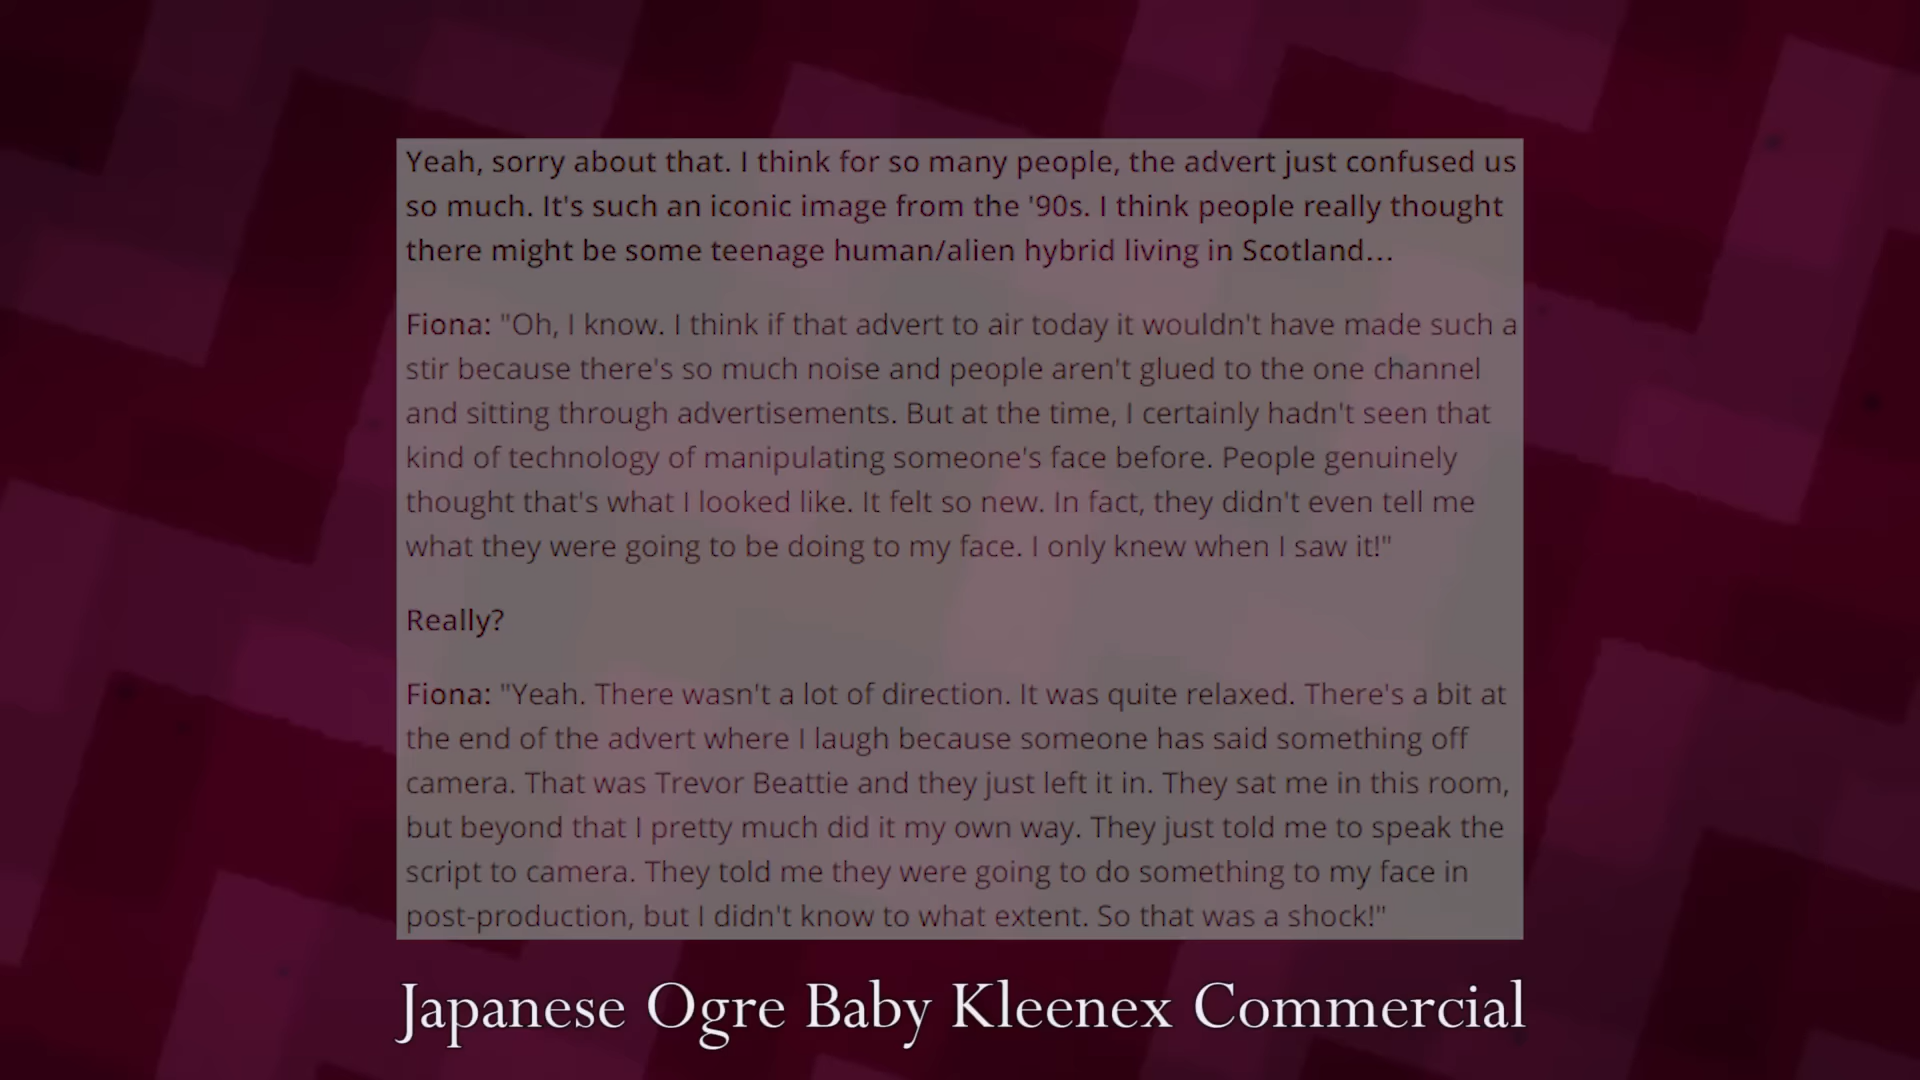 Yeah, sorry about that. I think for so many people, the advert just confused us
so much. It's such an iconic image from the '90s. I think people really thought
there might be some teenage human/alien hybrid living in Scotland...
Fiona: "Oh, I know. I think if that advert to air today it wouldn't have made such a
stir because there's so much noise and people aren't glued to the one channel
and sitting through advertisements. But at the time, I certainly hadn't seen that
kind of technology of manipulating someone's face before. People genuinely
thought that's what I looked like. It felt so new. In fact, they didn't even tell me
what they were going to be doing to my face. I only knew when I saw it!"
Really?
Fiona: "Yeah. There wasn't a lot of direction. It was quite relaxed. There's a bit at
the end of the advert where I laugh because someone has said something off
camera. That was Trevor Beattie and they just left it in. They sat me in this room,
but beyond that I pretty much did it my own way. They just told me to speak the
script to camera. They told me they were going to do something to my face in
post-production, but I didn't know to what extent. So that was a shock!"
Japanese Ogre Baby Kleenex Commercial